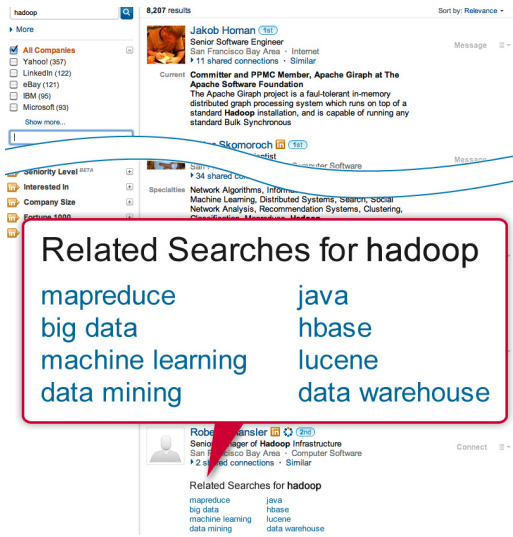 hadoop
8,207 results
Sort by: Relevance
More
All Companies
Yahoo! (357)
LinkedIn (122)
eBay (121)
IBM (95)
Microsoft (93)
Show more...
Jakob Homan 1st
Senior Software Engineer
San Francisco Bay Area · Internet
11 shared connections · Similar
Message
Current Committer and PPMC Member, Apache Giraph at The
Apache Software Foundation
The Apache Giraph project is a faul-tolerant in-memory
distributed graph processing system which runs on top of a
standard Hadoop installation, and is capable of running any
standard Bulk Synchronous
Skomoroch in 1st
Message
Computer Software
34 shared
Seniority Level BETA
Interested In
Company Size
Fortune 1000
Specialties Network Algorithms,
Machine Learning, Distributed Systems, Search, Social
Network Analysis, Recommendation Systems, Clustering,
Classification, Mapreduce, Hadoop
Related Searches for hadoop
mapreduce java
big data hbase
machine learning lucene
data mining data warehouse
in 2nd
of Hadoop Infrastructure
San Francisco Bay Area · Computer Software
2 shared connections · Similar
Connect
Related Searches for hadoop
mapreduce java
big data hbase
machine learning lucene
data mining data warehouse